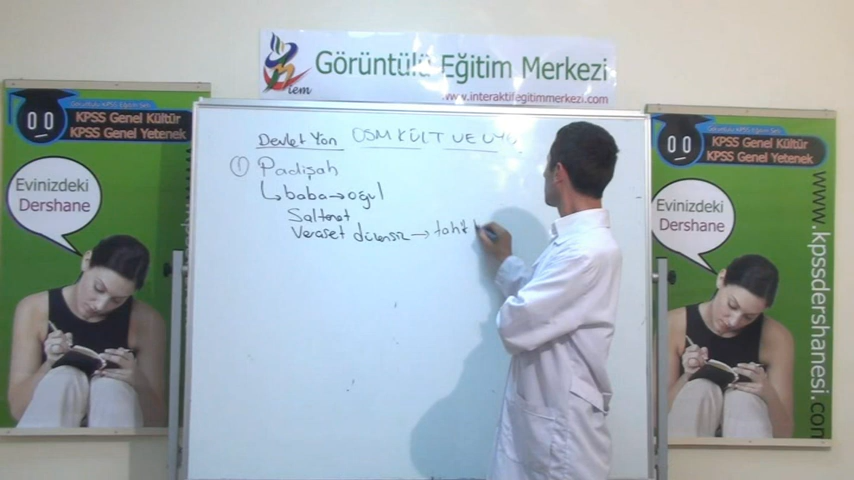 Görüntülü Eğitim Merkezi
iem
www.interaktifegitimmerkezi.com
KPSS Genel Kültür
KPSS Genel Yetenek
Evinizdeki
Dershane
Devlet Yön OSM KÜLT VE UYG
① Padişah
baba → oğul
Saltanat
Veraset düzensiz → taht
KPSS Genel Kültür
KPSS Genel Yetenek
Evinizdeki
Dershane
www.kpssdershanesi.com